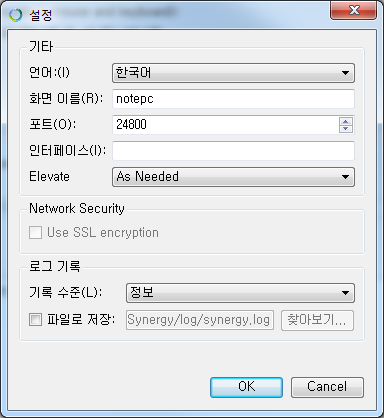 설정
기타
언어:(I) 한국어
화면 이름(R): notepc
포트(O): 24800
인터페이스(I):
Elevate As Needed
Network Security
Use SSL encryption
로그 기록
기록 수준(L): 정보
파일로 저장: Synergy/log/synergy.log 찾아보기...
OK Cancel